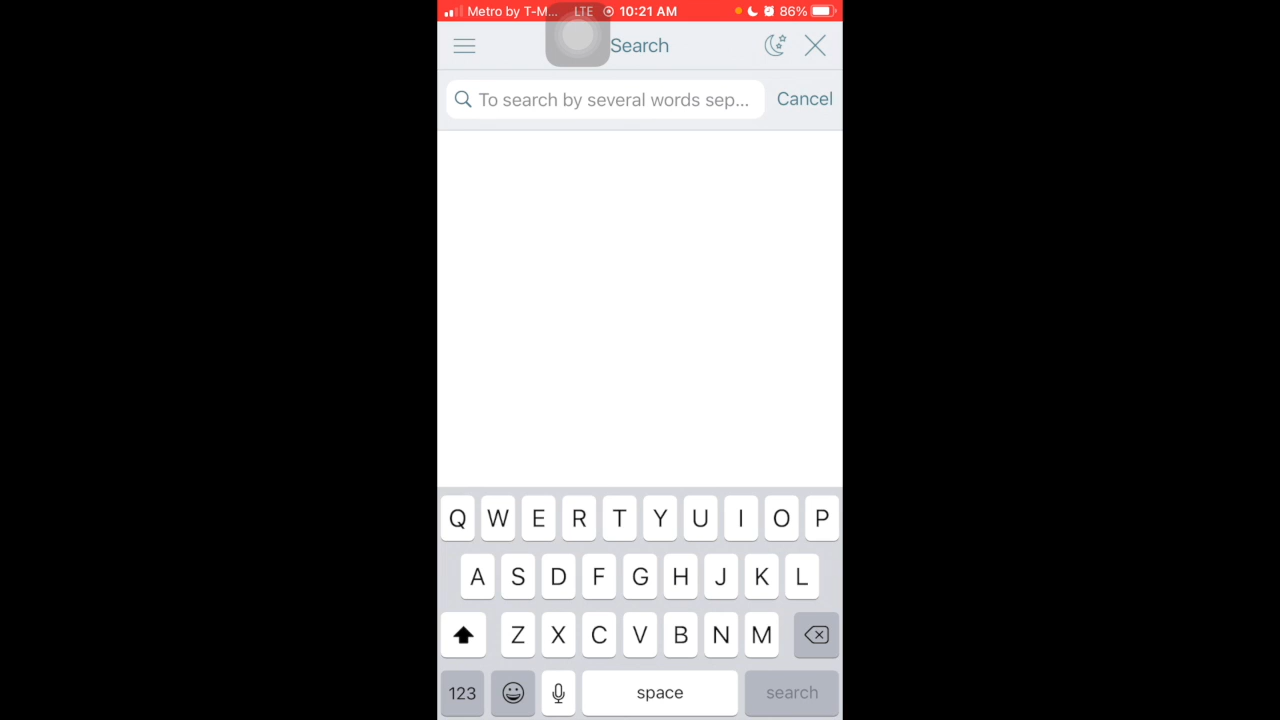 Metro by T-M... LTE 10:21 AM 86%
Search
To search by several words sep... Cancel
Q W E R T Y U I O P
A S D F G H J K L
Z X C V B N M
123 space search